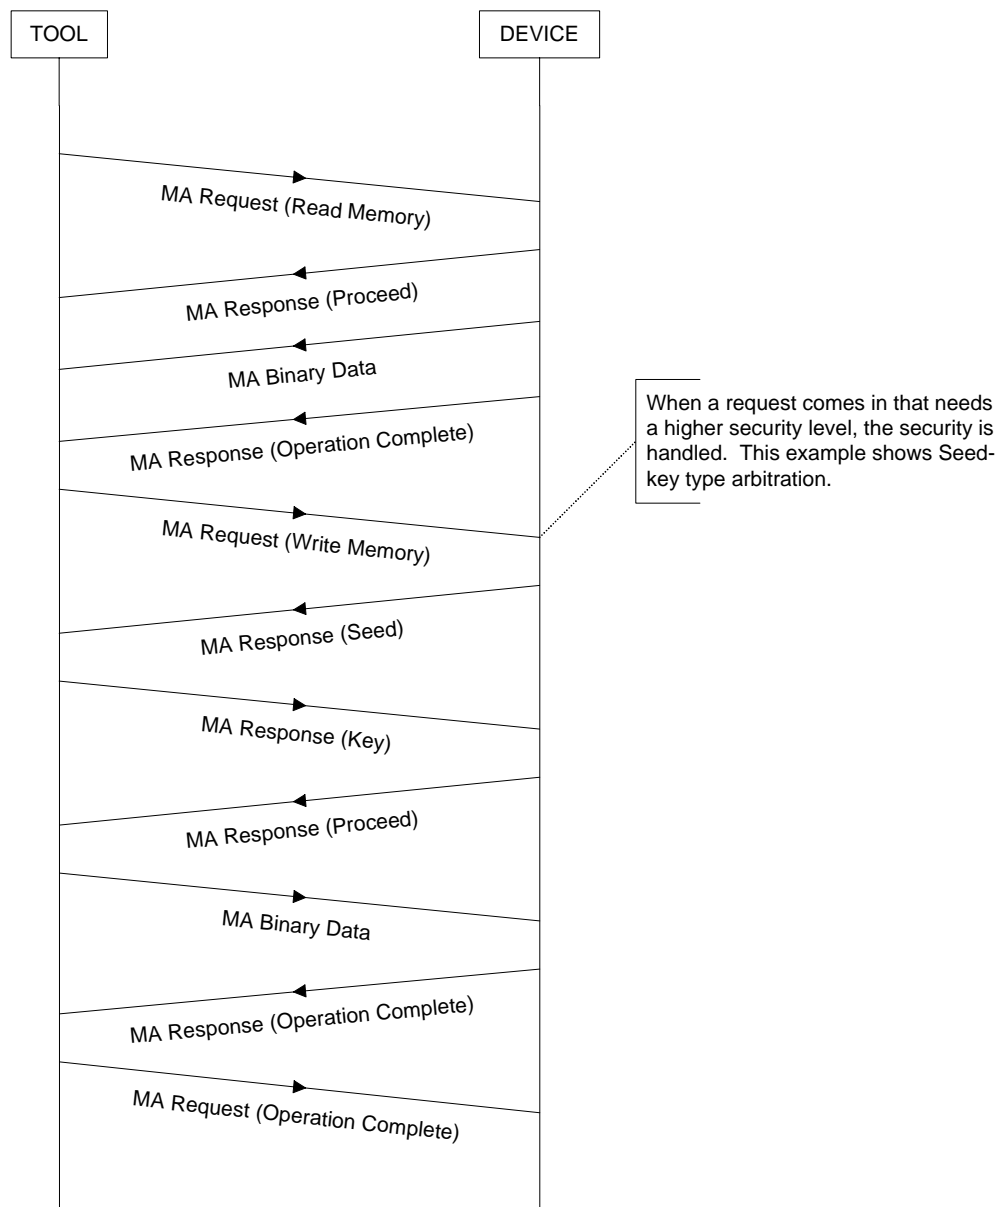 TOOL
DEVICE
MA Request (Read Memory)
MA Response (Proceed)
MA Binary Data
MA Response (Operation Complete)
When a request comes in that needs
a higher security level, the security is
handled.  This example shows Seed-
key type arbitration.
MA Request (Write Memory)
MA Response (Seed)
MA Response (Key)
MA Response (Proceed)
MA Binary Data
MA Response (Operation Complete)
MA Request (Operation Complete)